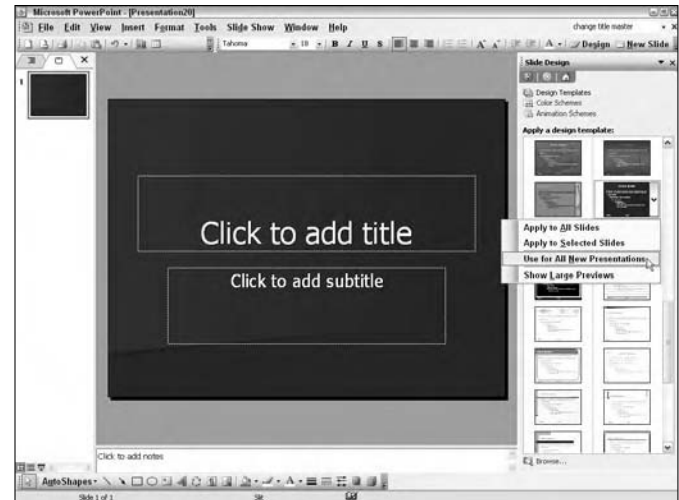 Microsoft PowerPoint - [Presentation20]
File Edit View Insert Format Tools Slide Show Window Help
change title master
Tahoma 18 B I U S Design New Slide
Slide Design
1
Design Templates
Color Schemes
Animation Schemes
Apply a design template:
Click to add title
Click to add subtitle
Apply to All Slides
Apply to Selected Slides
Use for All New Presentations
Show Large Previews
Browse...
Click to add notes
AutoShapes
Slide 1 of 1